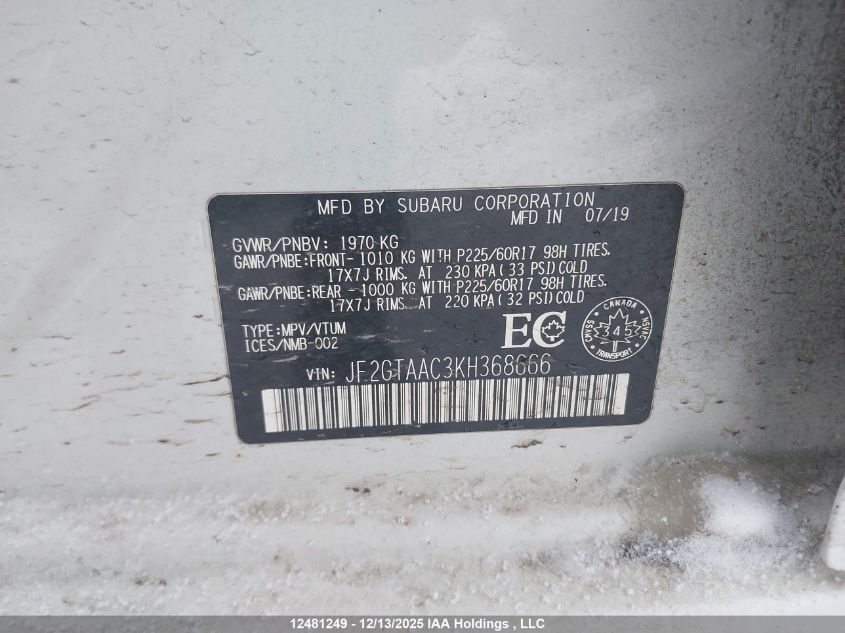 MFD BY SUBARU CORPORATION
MFD IN 07/19
GVWR/PNBV: 1970 KG
GAWR/PNBE:FRONT- 1010 KG WITH P225/60R17 98H TIRES.
17X7J RIMS. AT 230 KPA ( 33 PSI) COLD
GAWR/PNBE:REAR - 1000 KG WITH P225/60R17 98H TIRES.
17X7J RIMS. AT 220 KPA ( 32 PSI) COLD
TYPE:MPV/VTUM
ICES/NMB-002
EC
CANADA
CMVSS
345
NSVAC
TRANSPORT
VIN: JF2GTAAC3KH368666
12481249 - 12/13/2025 IAA Holdings , LLC